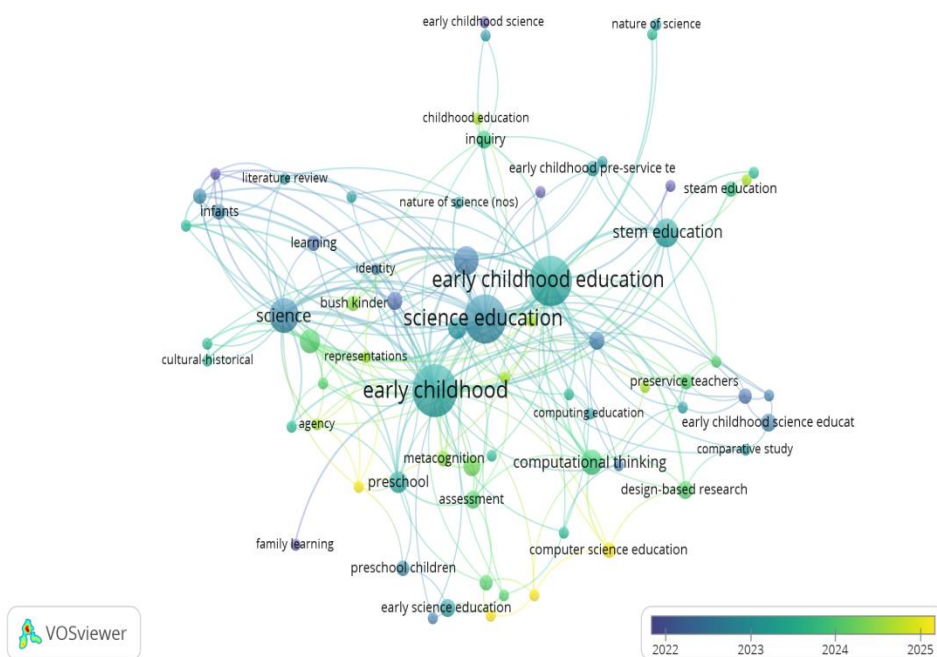 early childhood science
nature of science
childhood education
inquiry
early childhood pre-service te
literature review
steam education
nature of science (nos)
infants
stem education
learning
identity
early childhood education
bush kinder
science
science education
cultural-historical
representations
early childhood
preservice teachers
computing education
early childhood science educat
agency
comparative study
metacognition
computational thinking
preschool
design-based research
assessment
family learning
computer science education
preschool children
early science education
VOSviewer
2022 2023 2024 2025